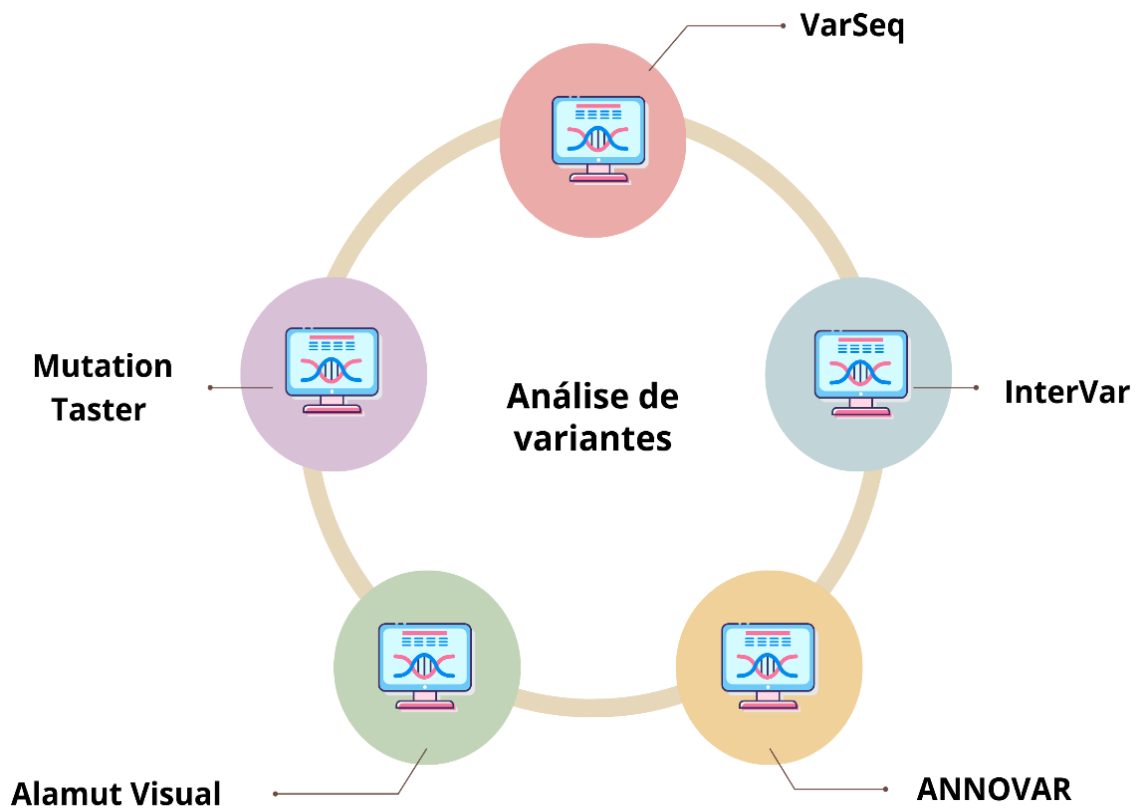 VarSeq
Mutation
Taster
Análise de
variantes
InterVar
Alamut Visual
ANNOVAR